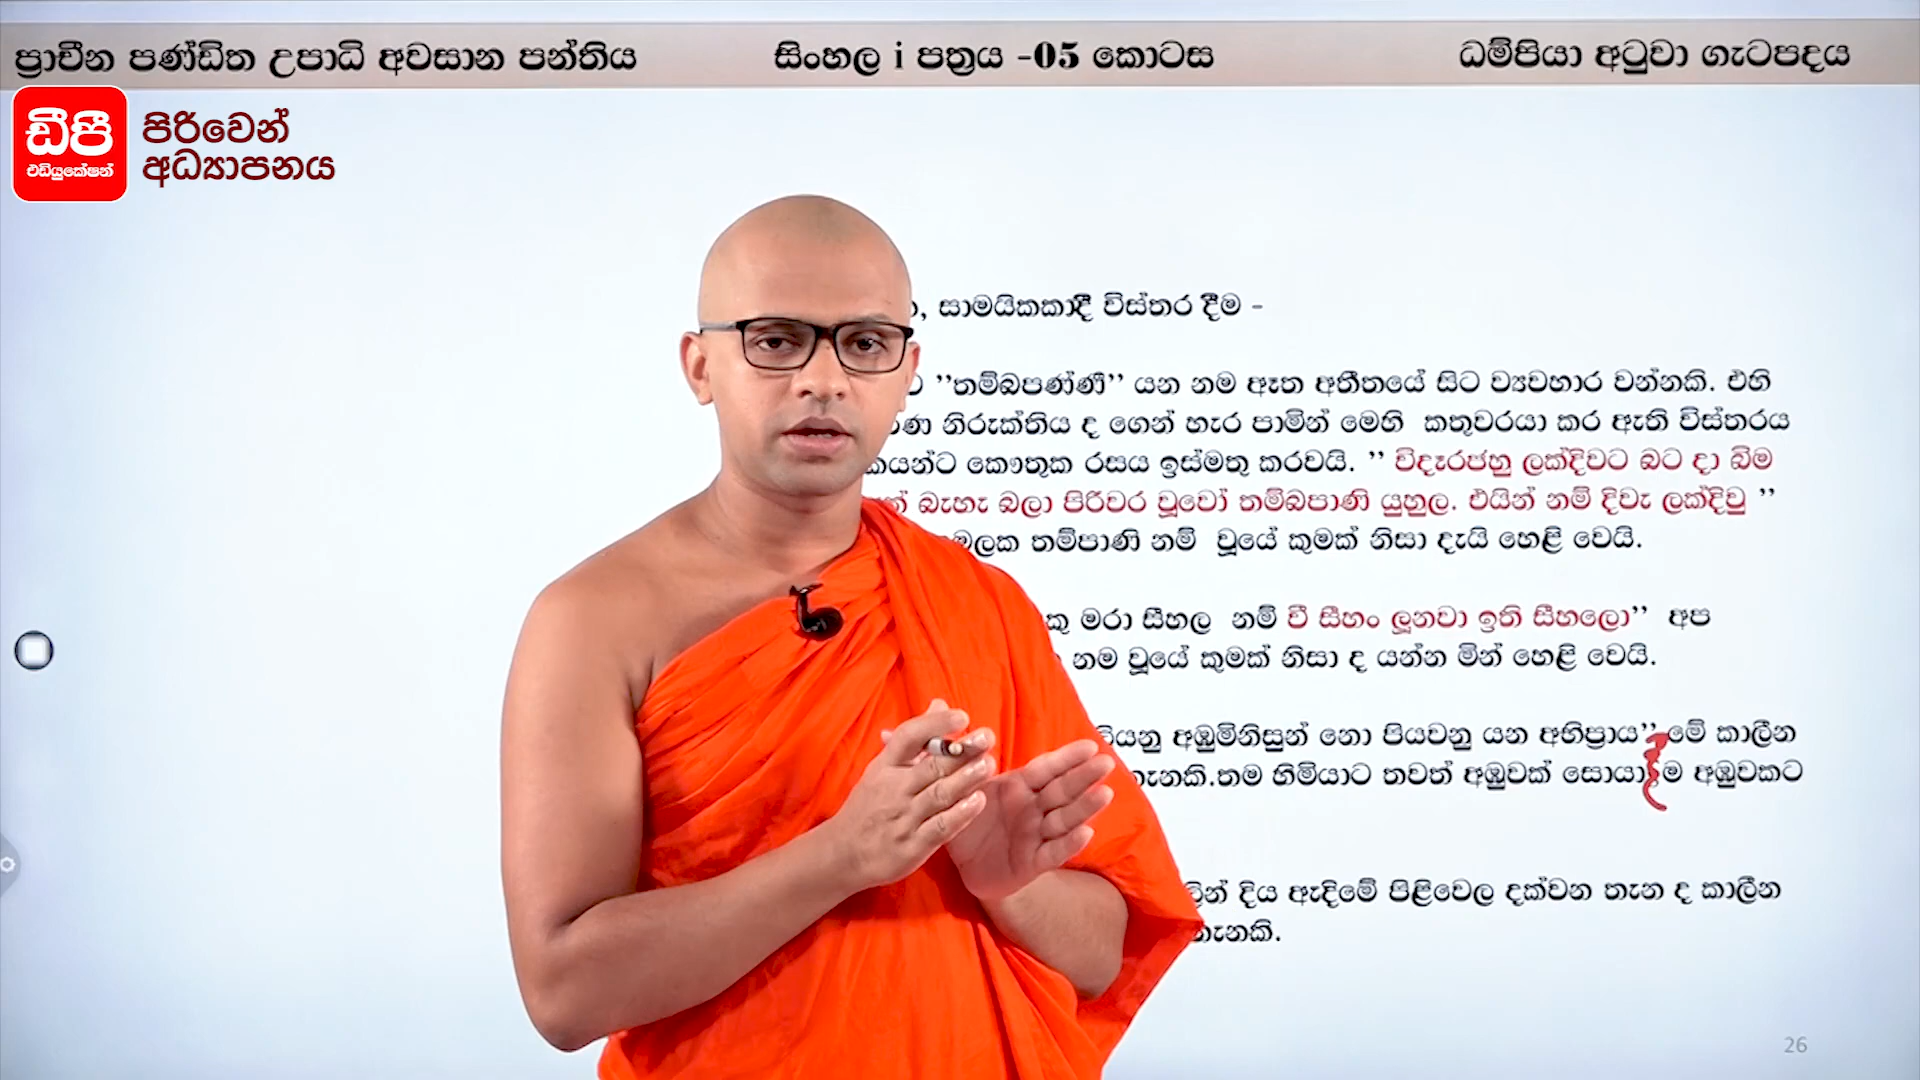 ප්‍රාචීන පණ්ඩිත උපාධි අවසාන පන්තිය
සිංහල i පත්‍රය -05 කොටස
ධම්පියා අටුවා ගැටපදය
ඩීපී
එඩියුකේෂන්
පිරිවෙන්
අධ්‍යාපනය
සාමයිකකාදී විස්තර දීම -
’’තම්බපණ්ණී’’ යන නම ඈත අතීතයේ සිට ව්‍යවහාර වන්නකි. එහි
නිරුක්තිය ද ගෙන් හැර පාමින් මෙහි කතුවරයා කර ඇති විස්තරය
කෞතුක රසය ඉස්මතු කරවයි. ’’ විදෑරජහු ලක්දිවට බට දා බිම
බැහැ බලා පිරිවර වූවෝ තම්බපාණි යුහුල. එයින් නම් දිවැ ලක්දිවු ’’
තම්පාණි නම් වූයේ කුමක් නිසා දැයි හෙළි වෙයි.
මරා සීහල නම් වී සීහං ලූනවා ඉති සීහලො’’ අප
නම වූයේ කුමක් නිසා ද යන්න මින් හෙළි වෙයි.
අඹුමිනිසුන් නො පියවනු යන අභිප්‍රාය’’ මේ කාලීන
තම හිමියාට තවත් අඹුවක් සොයා දීම අඹුවකට
දිය ඇදිමේ පිළිවෙල දක්වන තැන ද කාලීන
26